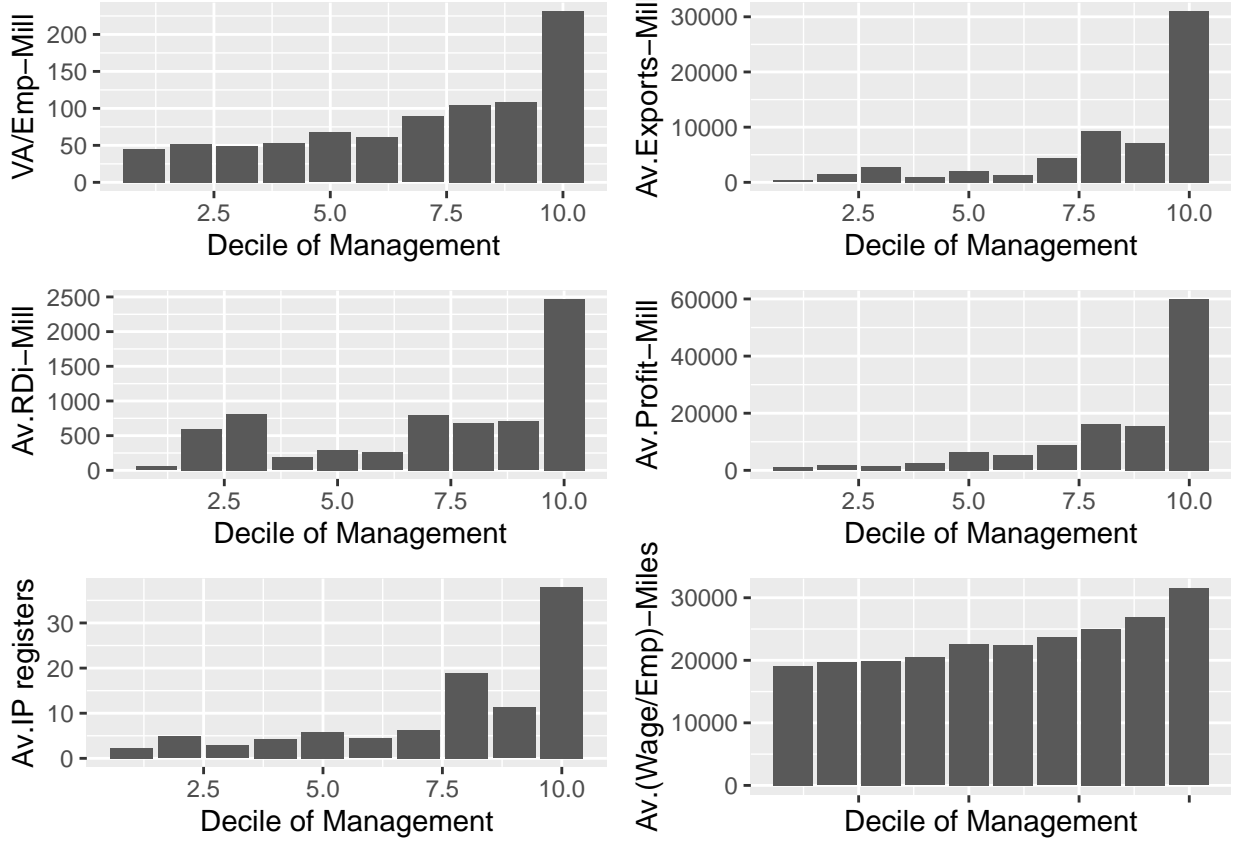 VA/Emp−Mill
200
150
100
50
0
2.5 5.0 7.5 10.0
Decile of Management
Av.Exports−Mill
30000
20000
10000
0
2.5 5.0 7.5 10.0
Decile of Management
Av.RDi−Mill
2500
2000
1500
1000
500
0
2.5 5.0 7.5 10.0
Decile of Management
Av.Profit−Mill
60000
40000
20000
0
2.5 5.0 7.5 10.0
Decile of Management
Av.IP registers
30
20
10
0
2.5 5.0 7.5 10.0
Decile of Management
Av.(Wage/Emp)−Miles
30000
20000
10000
0
Decile of Management